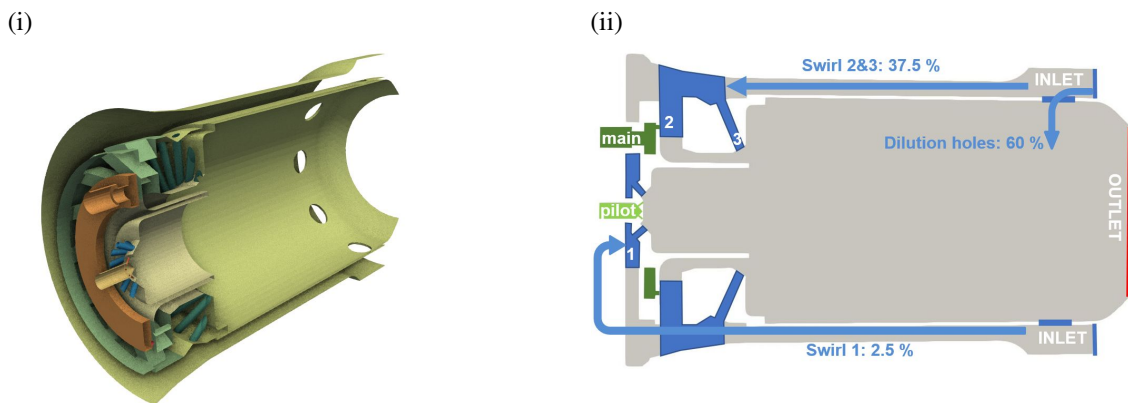 (i)
(ii)
Swirl 2&3: 37.5 %
INLET
2
3
main
Dilution holes: 60 %
pilot
OUTLET
1
INLET
Swirl 1: 2.5 %